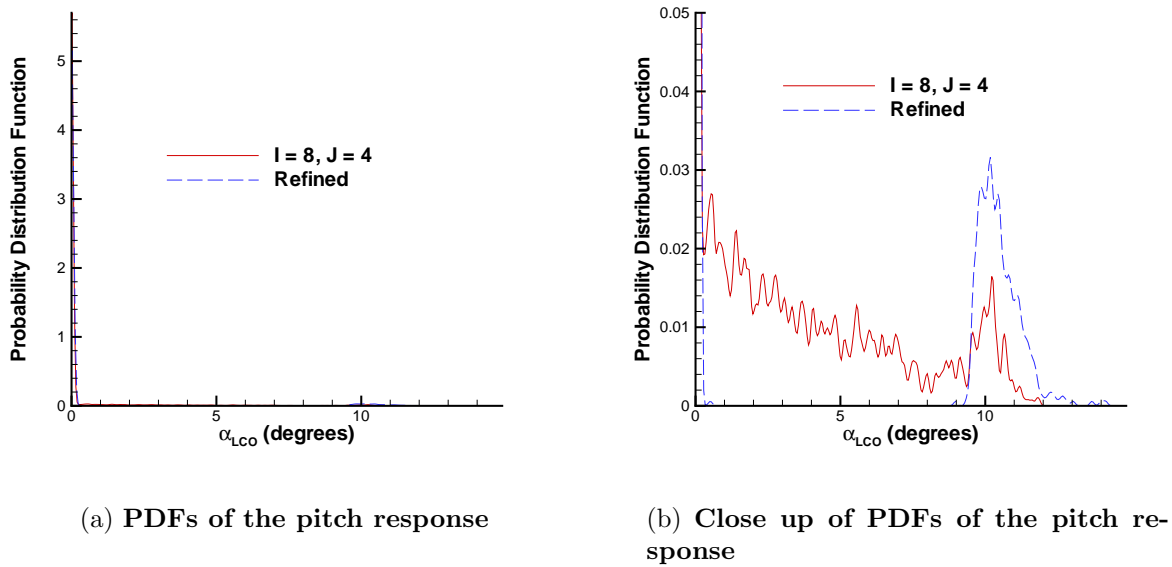 Probability Distribution Function
5
4
3
2
1
0
I = 8, J = 4
Refined
0 5 10
α_LCO (degrees)
(a) PDFs of the pitch response
Probability Distribution Function
0.05
0.04
0.03
0.02
0.01
0
I = 8, J = 4
Refined
0 5 10
α_LCO (degrees)
(b) Close up of PDFs of the pitch re-
sponse